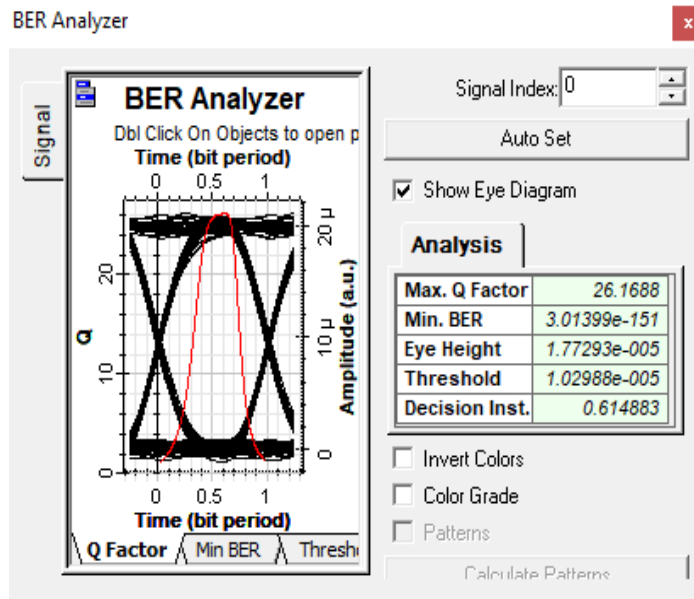 BER Analyzer
x
Signal
BER Analyzer
Dbl Click On Objects to open p
Time (bit period)
0 0.5 1
Q
0 10 20
Amplitude (a.u.)
0 10 µ 20 µ
0 0.5 1
Time (bit period)
Q Factor Min BER Thresh
Signal Index: 0
Auto Set
Show Eye Diagram
Analysis
Max. Q Factor 26.1688
Min. BER 3.01399e-151
Eye Height 1.77293e-005
Threshold 1.02988e-005
Decision Inst. 0.614883
Invert Colors
Color Grade
Patterns
Calculate Patterns